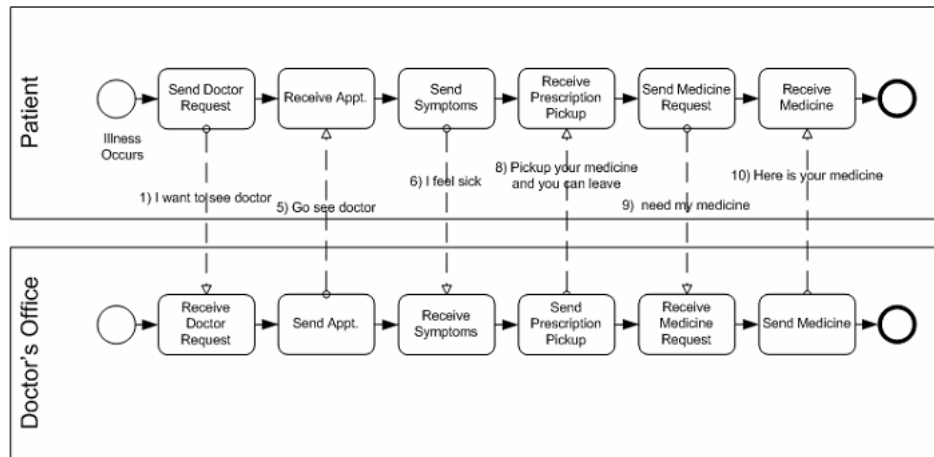 Patient
Send Doctor
Request
Receive Appt.
Send
Symptoms
Receive
Prescription
Pickup
Send Medicine
Request
Receive
Medicine
Illness
Occurs
1) I want to see doctor
5) Go see doctor
6) I feel sick
8) Pickup your medicine
and you can leave
9) need my medicine
10) Here is your medicine
Doctor's Office
Receive
Doctor
Request
Send Appt.
Receive
Symptoms
Send
Prescription
Pickup
Receive
Medicine
Request
Send Medicine